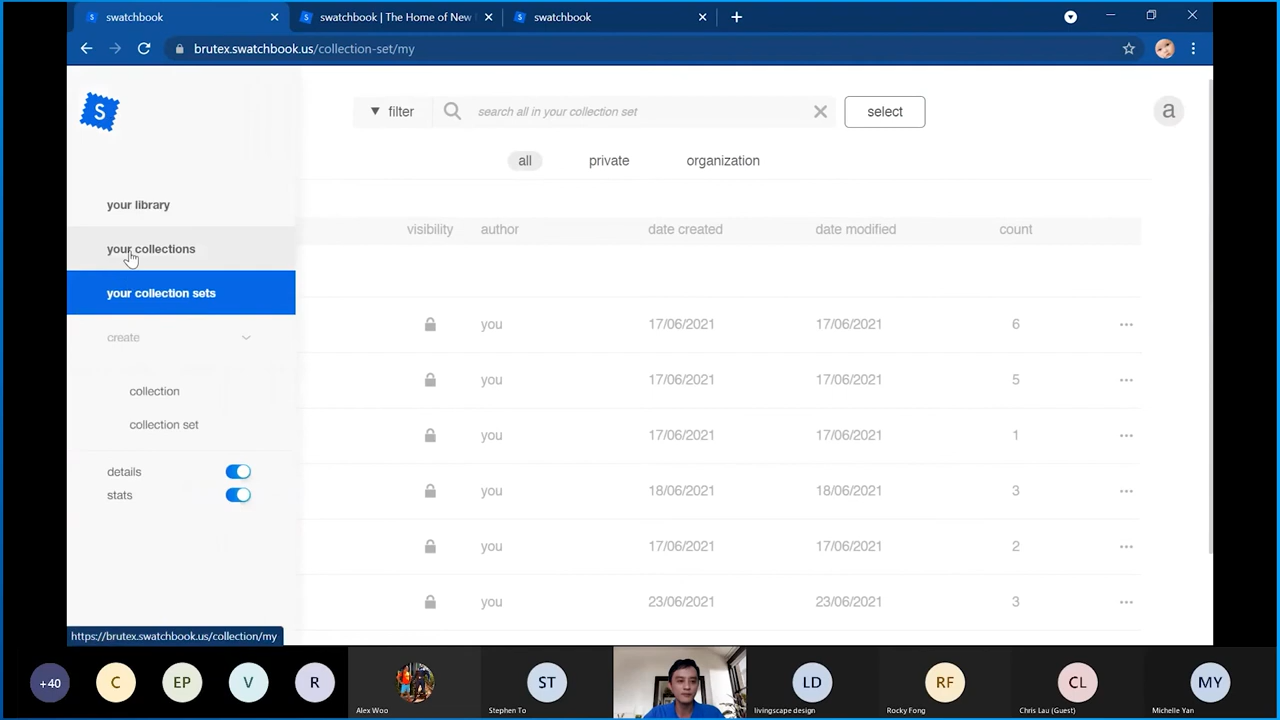 swatchbook
swatchbook | The Home of New
swatchbook
brutex.swatchbook.us/collection-set/my
S
filter
search all in your collection set
select
a
all
private
organization
your library
your collections
your collection sets
create
collection
collection set
details
stats
visibility
author
date created
date modified
count
you
17/06/2021
17/06/2021
6
you
17/06/2021
17/06/2021
5
you
17/06/2021
17/06/2021
1
you
18/06/2021
18/06/2021
3
you
17/06/2021
17/06/2021
2
you
23/06/2021
23/06/2021
3
https://brutex.swatchbook.us/collection/my
+40
C
EP
V
R
Alex Woo
ST
Stephen To
LD
livingscape design
RF
Rocky Fong
CL
Chris Lau (Guest)
MY
Michelle Yan